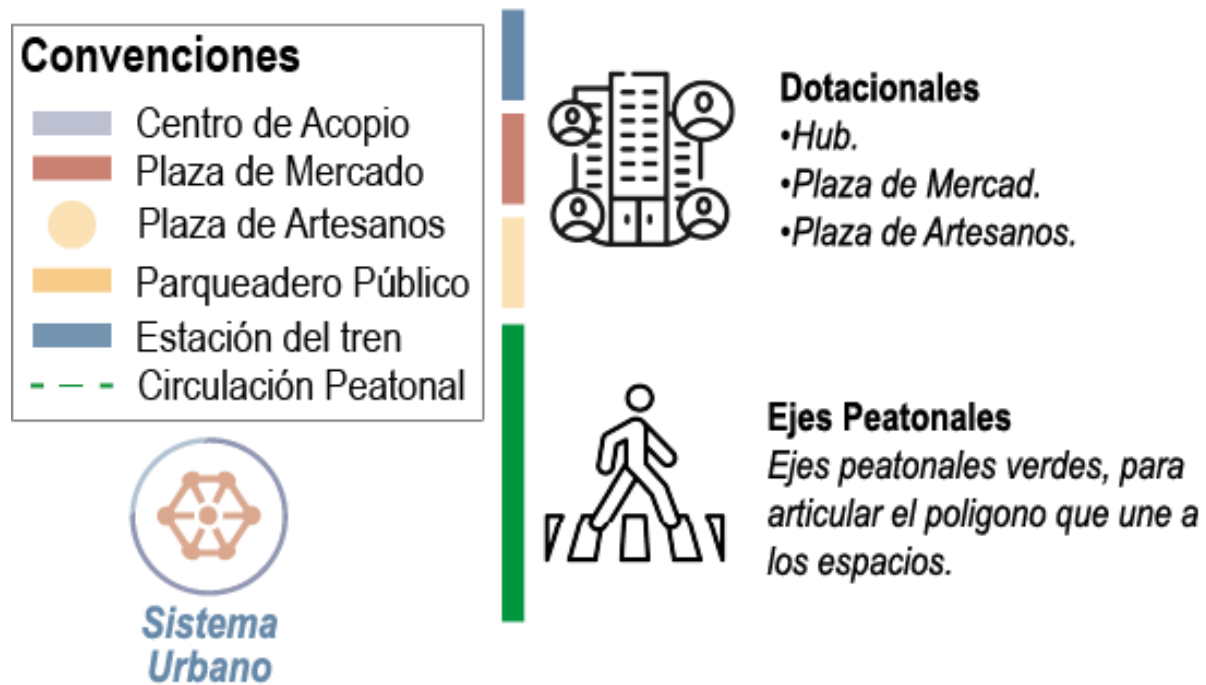 Convenciones
Centro de Acopio
Plaza de Mercado
Plaza de Artesanos
Parqueadero Público
Estación del tren
Circulación Peatonal
Sistema
Urbano
Dotacionales
•Hub.
•Plaza de Mercad.
•Plaza de Artesanos.
Ejes Peatonales
Ejes peatonales verdes, para
articular el poligono que une a
los espacios.